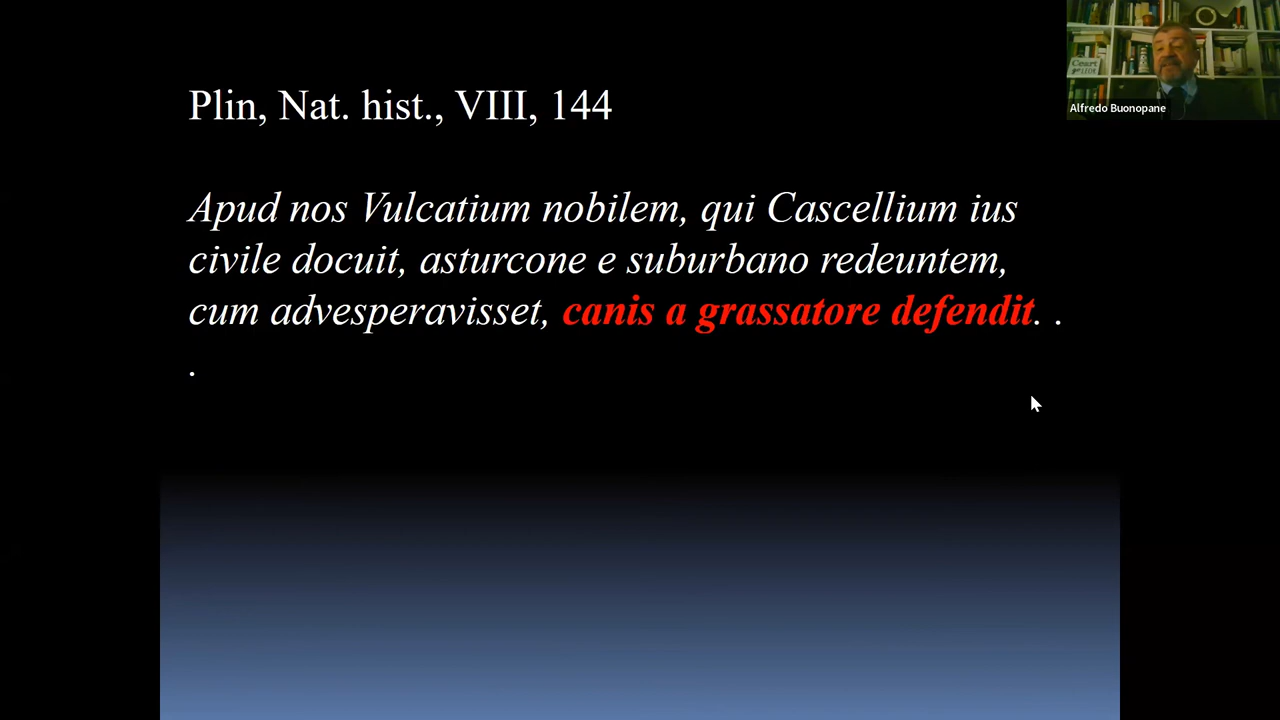 Plin, Nat. hist., VIII, 144
Apud nos Vulcatium nobilem, qui Cascellium ius
civile docuit, asturcone e suburbano redeuntem,
cum advesperavisset, canis a grassatore defendit. . .
.
Alfredo Buonopane